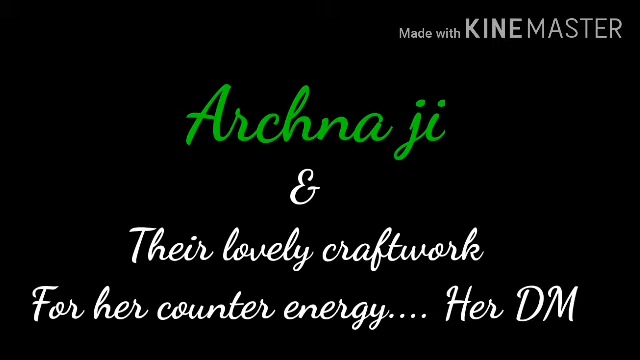 Made with KINEMASTER
Archna ji
&
Their lovely craftwork
For her counter energy.... Her DM